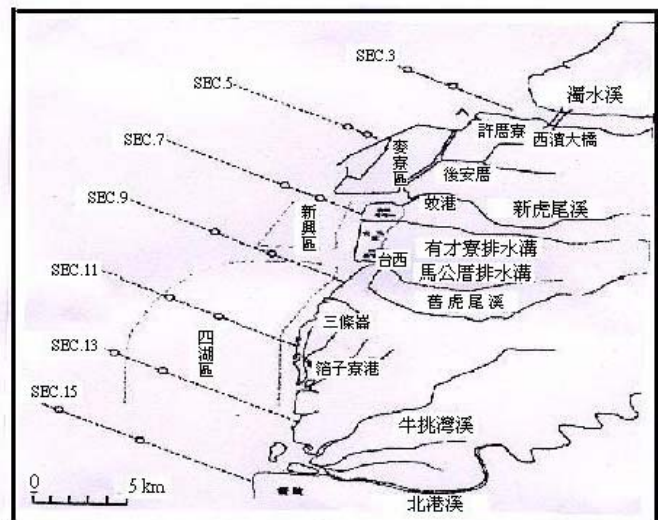 SEC.3
濁水溪
SEC.5
許厝寮
西濱大橋
SEC.7
麥寮區
後安厝
SEC.9
新興區
蚊港
新虎尾溪
有才寮排水溝
台西
馬公厝排水溝
SEC.11
舊虎尾溪
三條崙
SEC.13
四湖區
箔子寮港
SEC.15
牛挑灣溪
0
5 km
北港溪